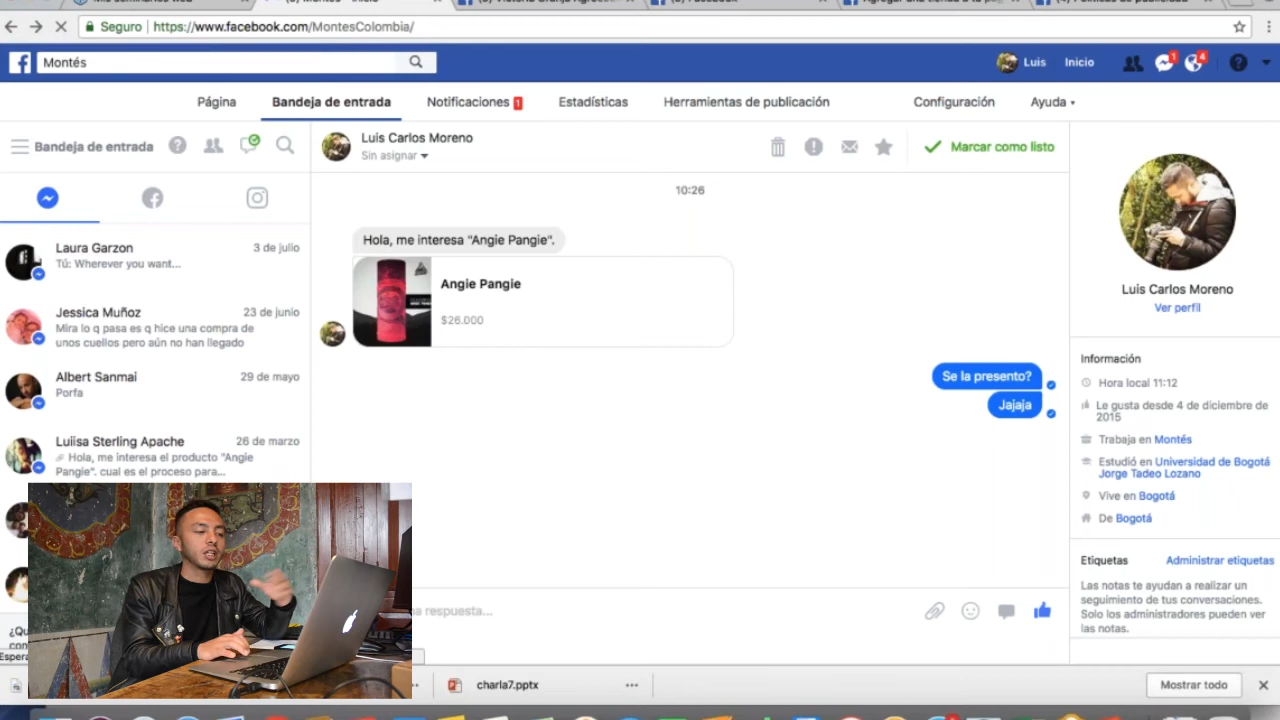 Seguro | https://www.facebook.com/MontesColombia/
Montés
Luis
Inicio
1
4
Página
Bandeja de entrada
Notificaciones 1
Estadísticas
Herramientas de publicación
Configuración
Ayuda
Bandeja de entrada
Luis Carlos Moreno
Sin asignar
Marcar como listo
Laura Garzon
3 de julio
Tú: Wherever you want...
Jessica Muñoz
23 de junio
Mira lo q pasa es q hice una compra de
unos cuellos pero aún no han llegado
Albert Sanmai
29 de mayo
Porfa
Luiisa Sterling Apache
26 de marzo
Hola, me interesa el producto "Angie
Pangie". cual es el proceso para...
10:26
Hola, me interesa "Angie Pangie".
Angie Pangie
$26.000
Se la presento?
Jajaja
Luis Carlos Moreno
Ver perfil
Información
Hora local 11:12
Le gusta desde 4 de diciembre de
2015
Trabaja en Montés
Estudió en Universidad de Bogotá
Jorge Tadeo Lozano
Vive en Bogotá
De Bogotá
Etiquetas
Administrar etiquetas
Las notas te ayudan a realizar un
seguimiento de tus conversaciones.
Solo los administradores pueden ver
las notas.
respuesta...
charla7.pptx
Mostrar todo